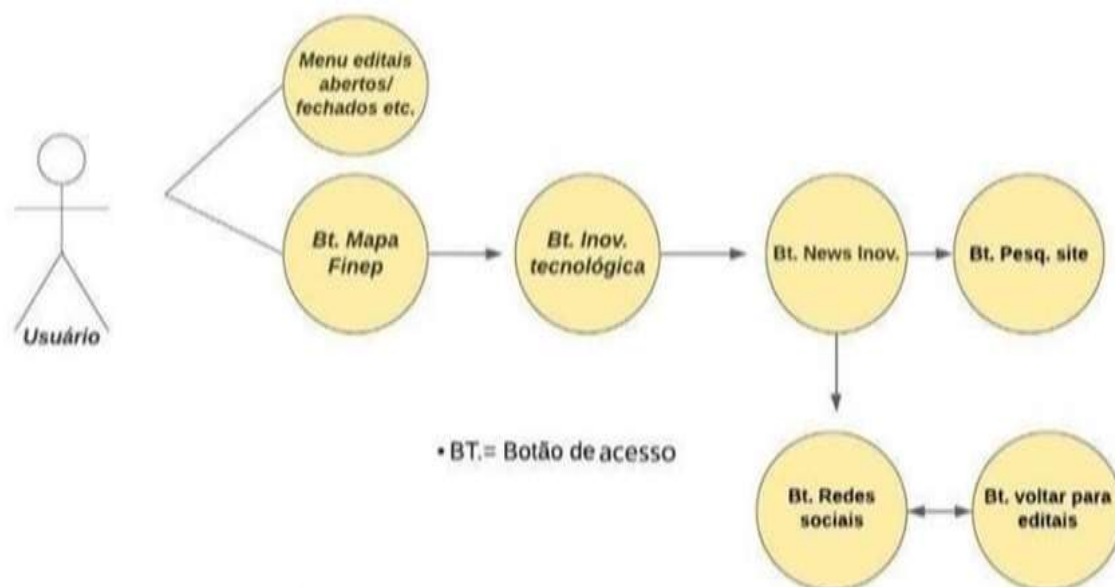 Menu editais
abertos/
fechados etc.
Usuário
Bt. Mapa
Finep
Bt. Inov.
tecnológica
Bt. News Inov.
Bt. Pesq. site
• BT.= Botão de acesso
Bt. Redes
sociais
Bt. voltar para
editais